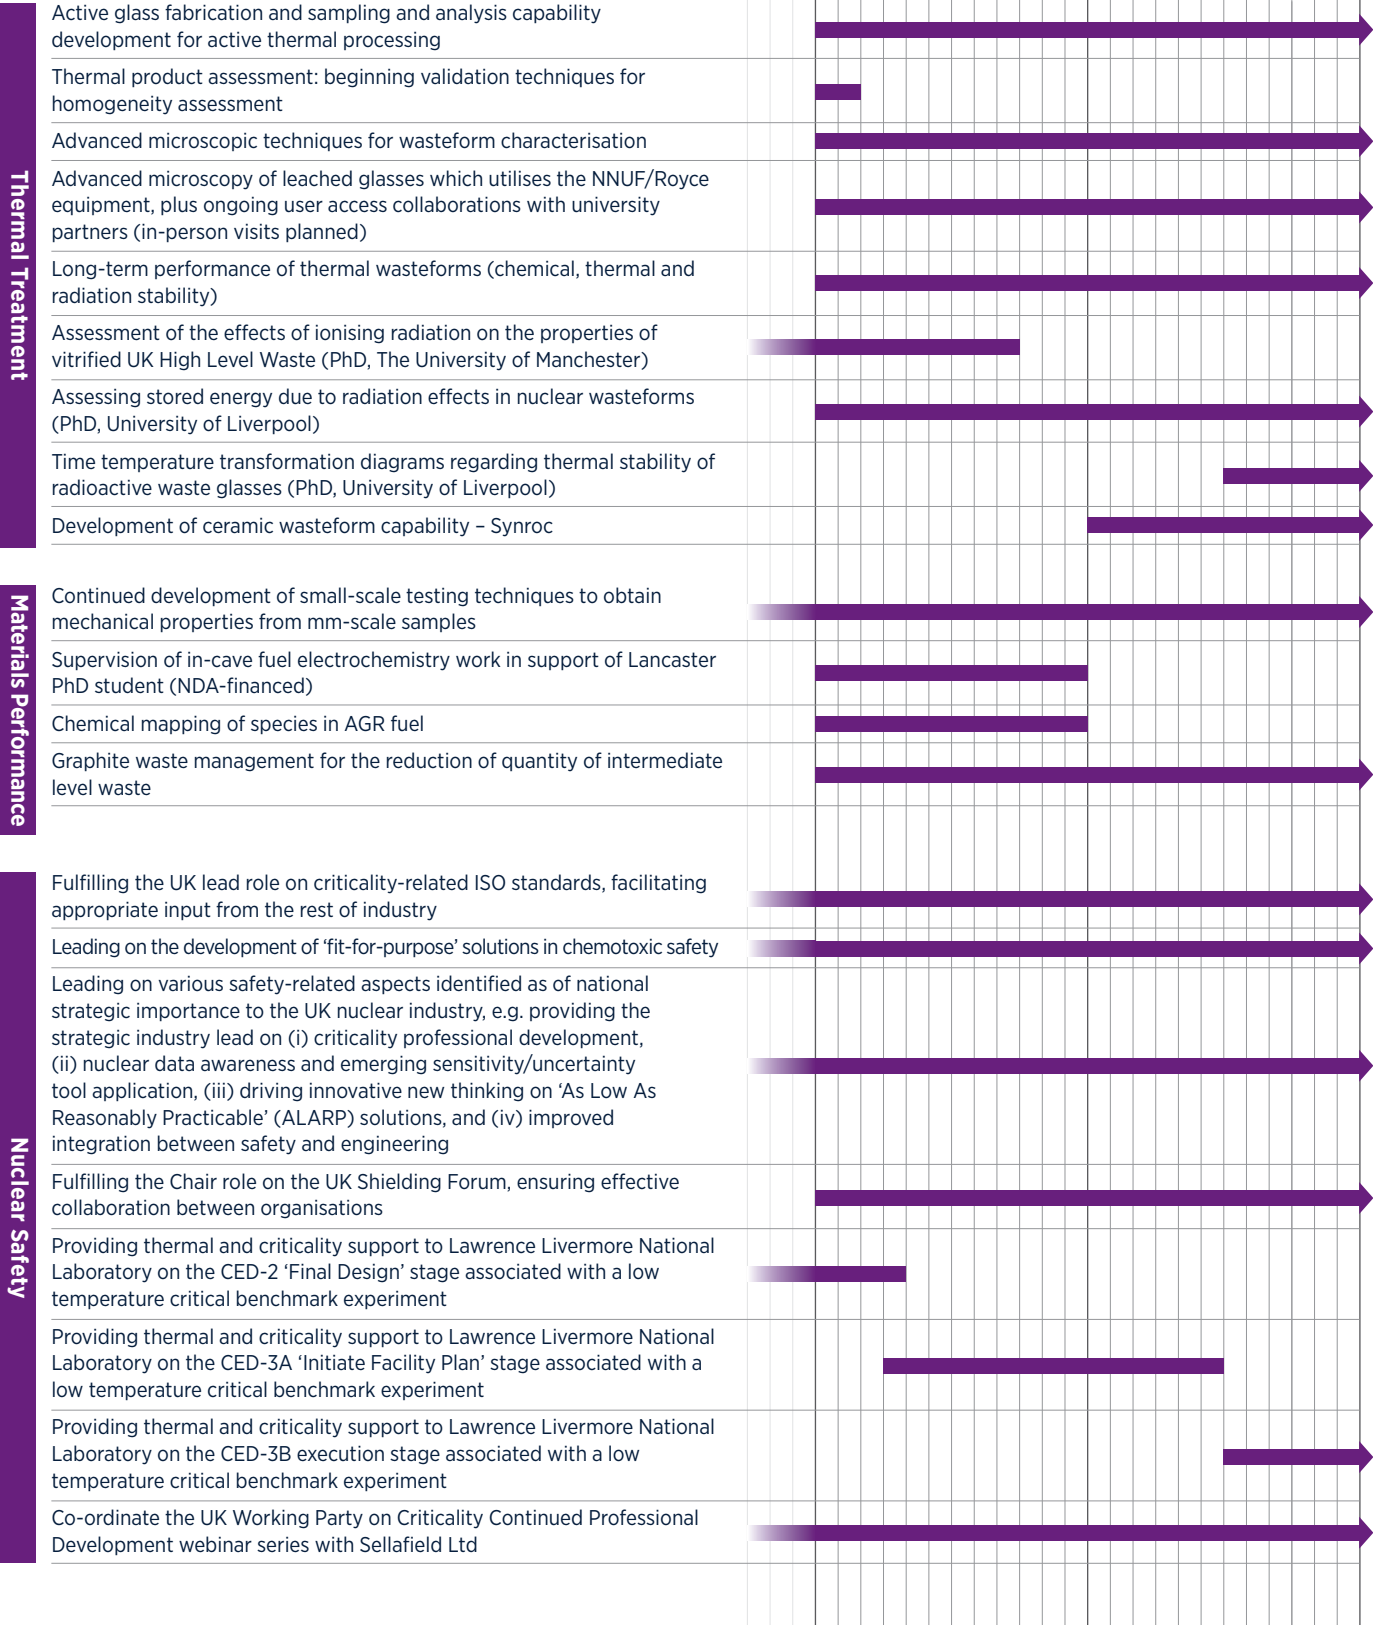 Thermal Treatment
Active glass fabrication and sampling and analysis capability
development for active thermal processing
Thermal product assessment: beginning validation techniques for
homogeneity assessment
Advanced microscopic techniques for wasteform characterisation
Advanced microscopy of leached glasses which utilises the NNUF/Royce
equipment, plus ongoing user access collaborations with university
partners (in-person visits planned)
Long-term performance of thermal wasteforms (chemical, thermal and
radiation stability)
Assessment of the effects of ionising radiation on the properties of
vitrified UK High Level Waste (PhD, The University of Manchester)
Assessing stored energy due to radiation effects in nuclear wasteforms
(PhD, University of Liverpool)
Time temperature transformation diagrams regarding thermal stability of
radioactive waste glasses (PhD, University of Liverpool)
Development of ceramic wasteform capability – Synroc
Materials Performance
Continued development of small-scale testing techniques to obtain
mechanical properties from mm-scale samples
Supervision of in-cave fuel electrochemistry work in support of Lancaster
PhD student (NDA-financed)
Chemical mapping of species in AGR fuel
Graphite waste management for the reduction of quantity of intermediate
level waste
Nuclear Safety
Fulfilling the UK lead role on criticality-related ISO standards, facilitating
appropriate input from the rest of industry
Leading on the development of ‘fit-for-purpose’ solutions in chemotoxic safety
Leading on various safety-related aspects identified as of national
strategic importance to the UK nuclear industry, e.g. providing the
strategic industry lead on (i) criticality professional development,
(ii) nuclear data awareness and emerging sensitivity/uncertainty
tool application, (iii) driving innovative new thinking on ‘As Low As
Reasonably Practicable’ (ALARP) solutions, and (iv) improved
integration between safety and engineering
Fulfilling the Chair role on the UK Shielding Forum, ensuring effective
collaboration between organisations
Providing thermal and criticality support to Lawrence Livermore National
Laboratory on the CED-2 ‘Final Design’ stage associated with a low
temperature critical benchmark experiment
Providing thermal and criticality support to Lawrence Livermore National
Laboratory on the CED-3A ‘Initiate Facility Plan’ stage associated with a
low temperature critical benchmark experiment
Providing thermal and criticality support to Lawrence Livermore National
Laboratory on the CED-3B execution stage associated with a low
temperature critical benchmark experiment
Co-ordinate the UK Working Party on Criticality Continued Professional
Development webinar series with Sellafield Ltd